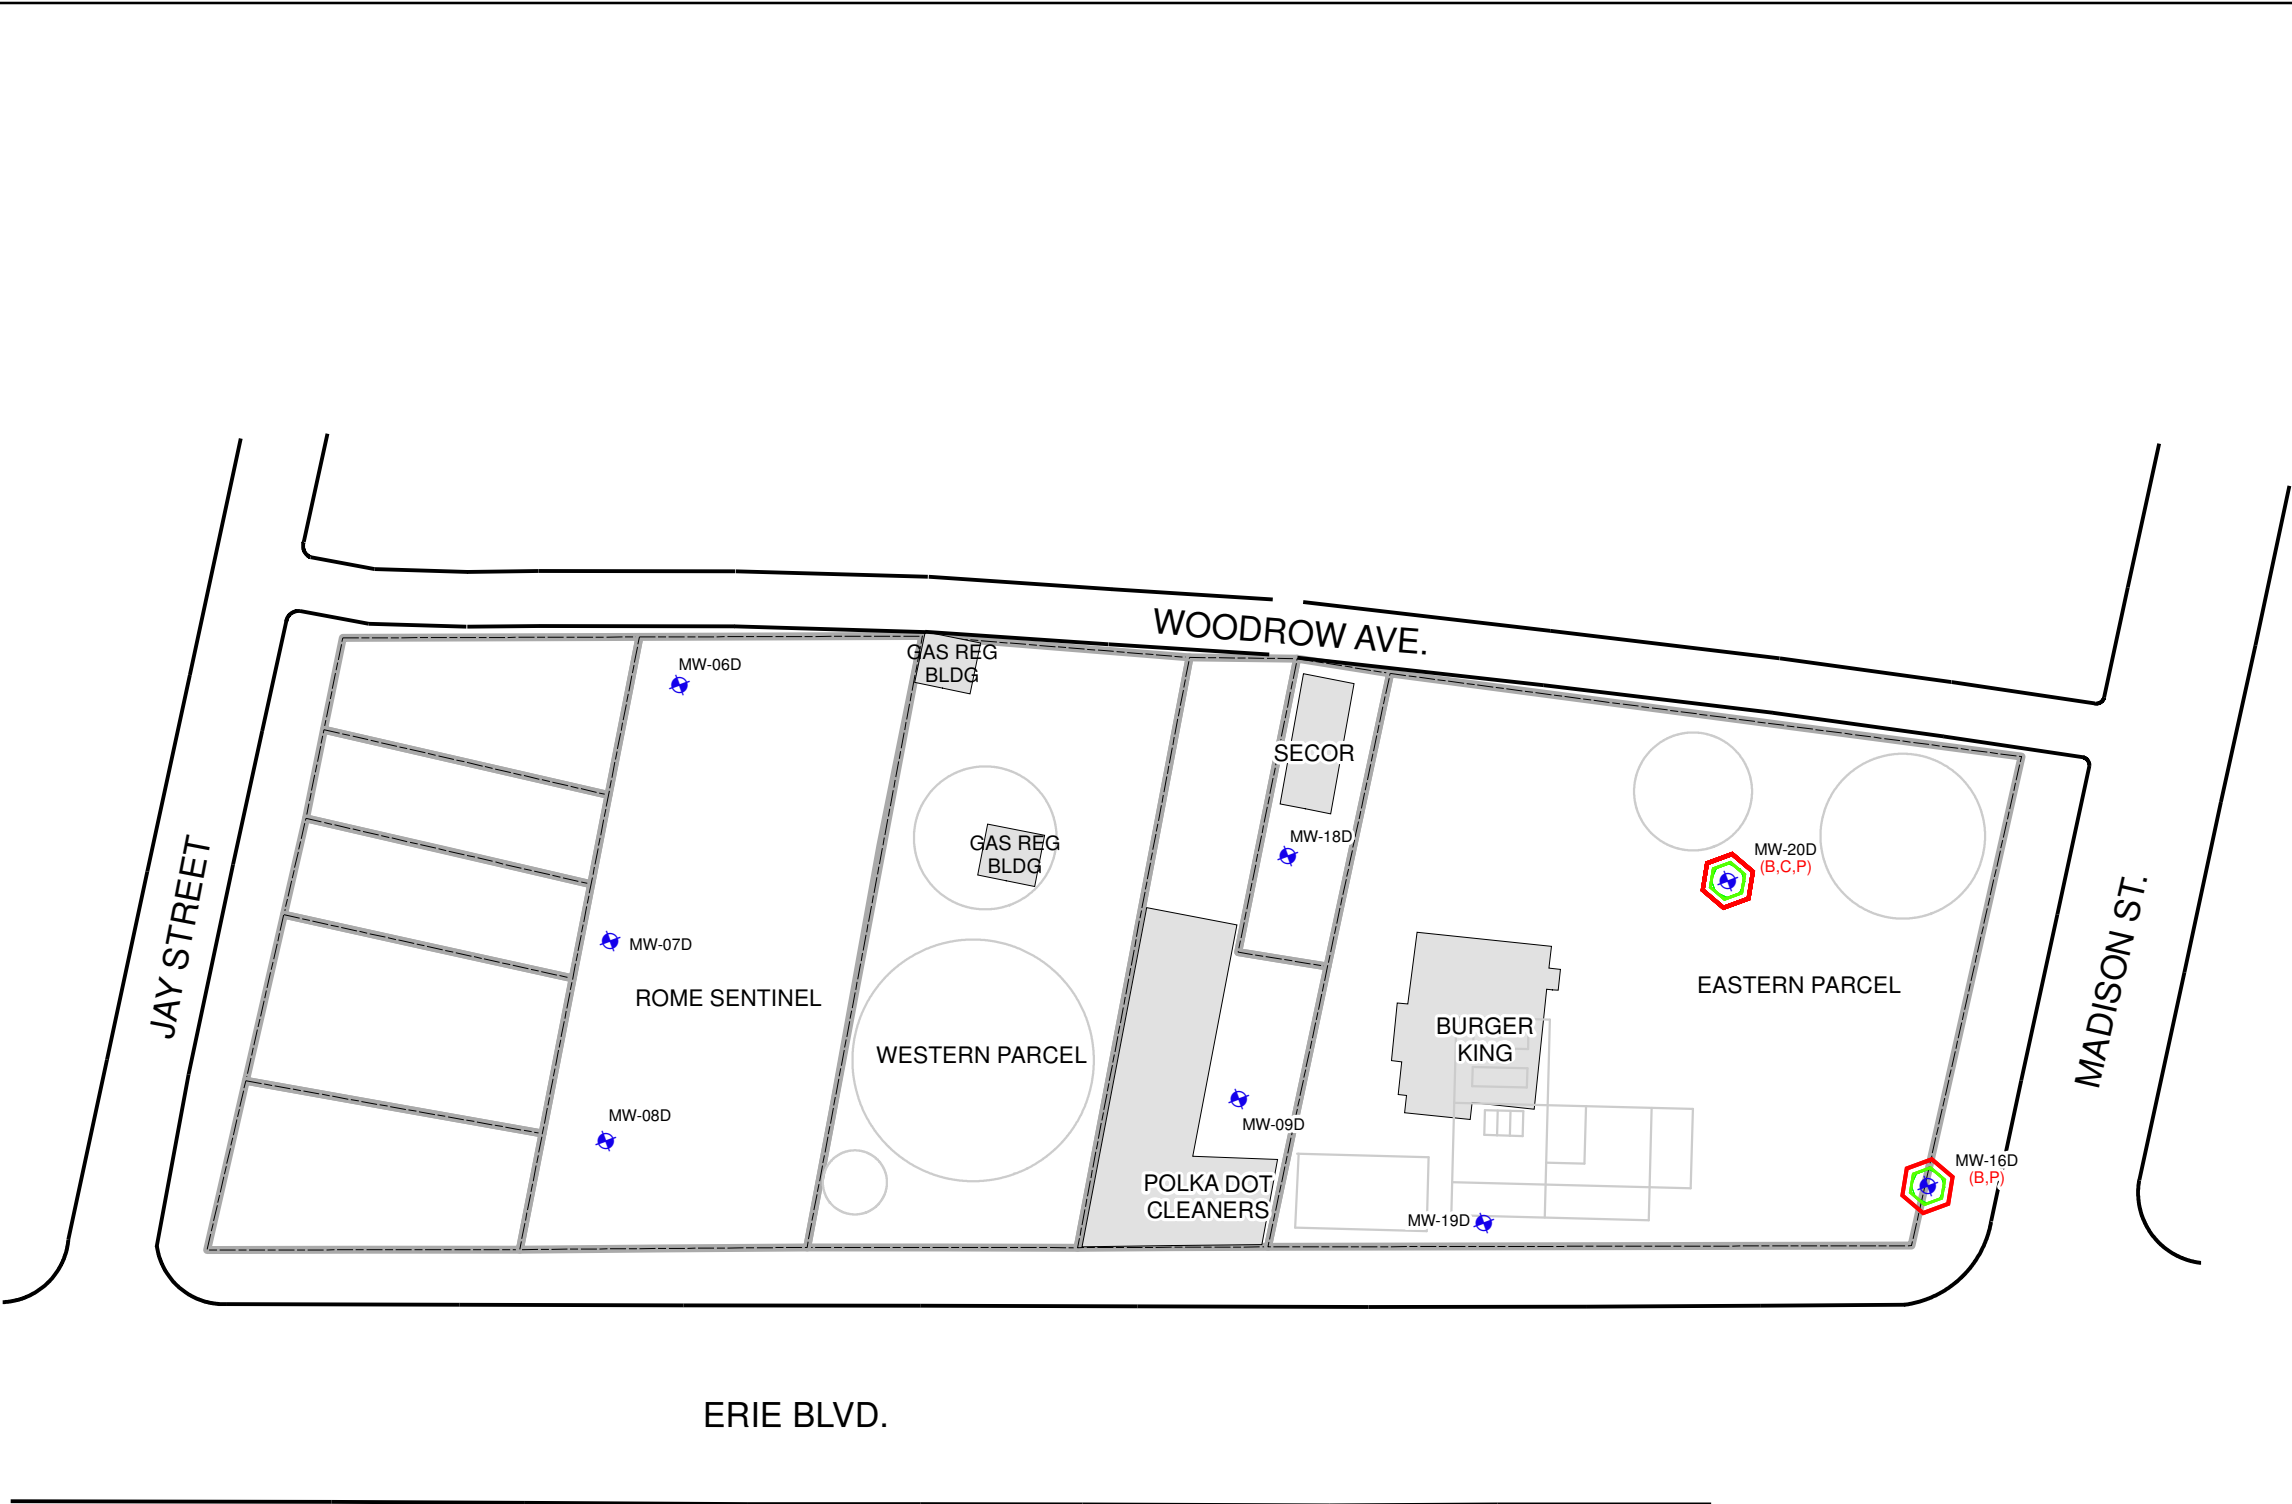 WOODROW AVE.
GAS REG
BLDG
MW-06D
SECOR
MW-18D
GAS REG
BLDG
MW-20D
(B,C,P)
JAY STREET
MADISON ST.
MW-07D
ROME SENTINEL
EASTERN PARCEL
BURGER
KING
WESTERN PARCEL
MW-08D
MW-09D
MW-16D
(B,P)
POLKA DOT
CLEANERS
MW-19D
ERIE BLVD.